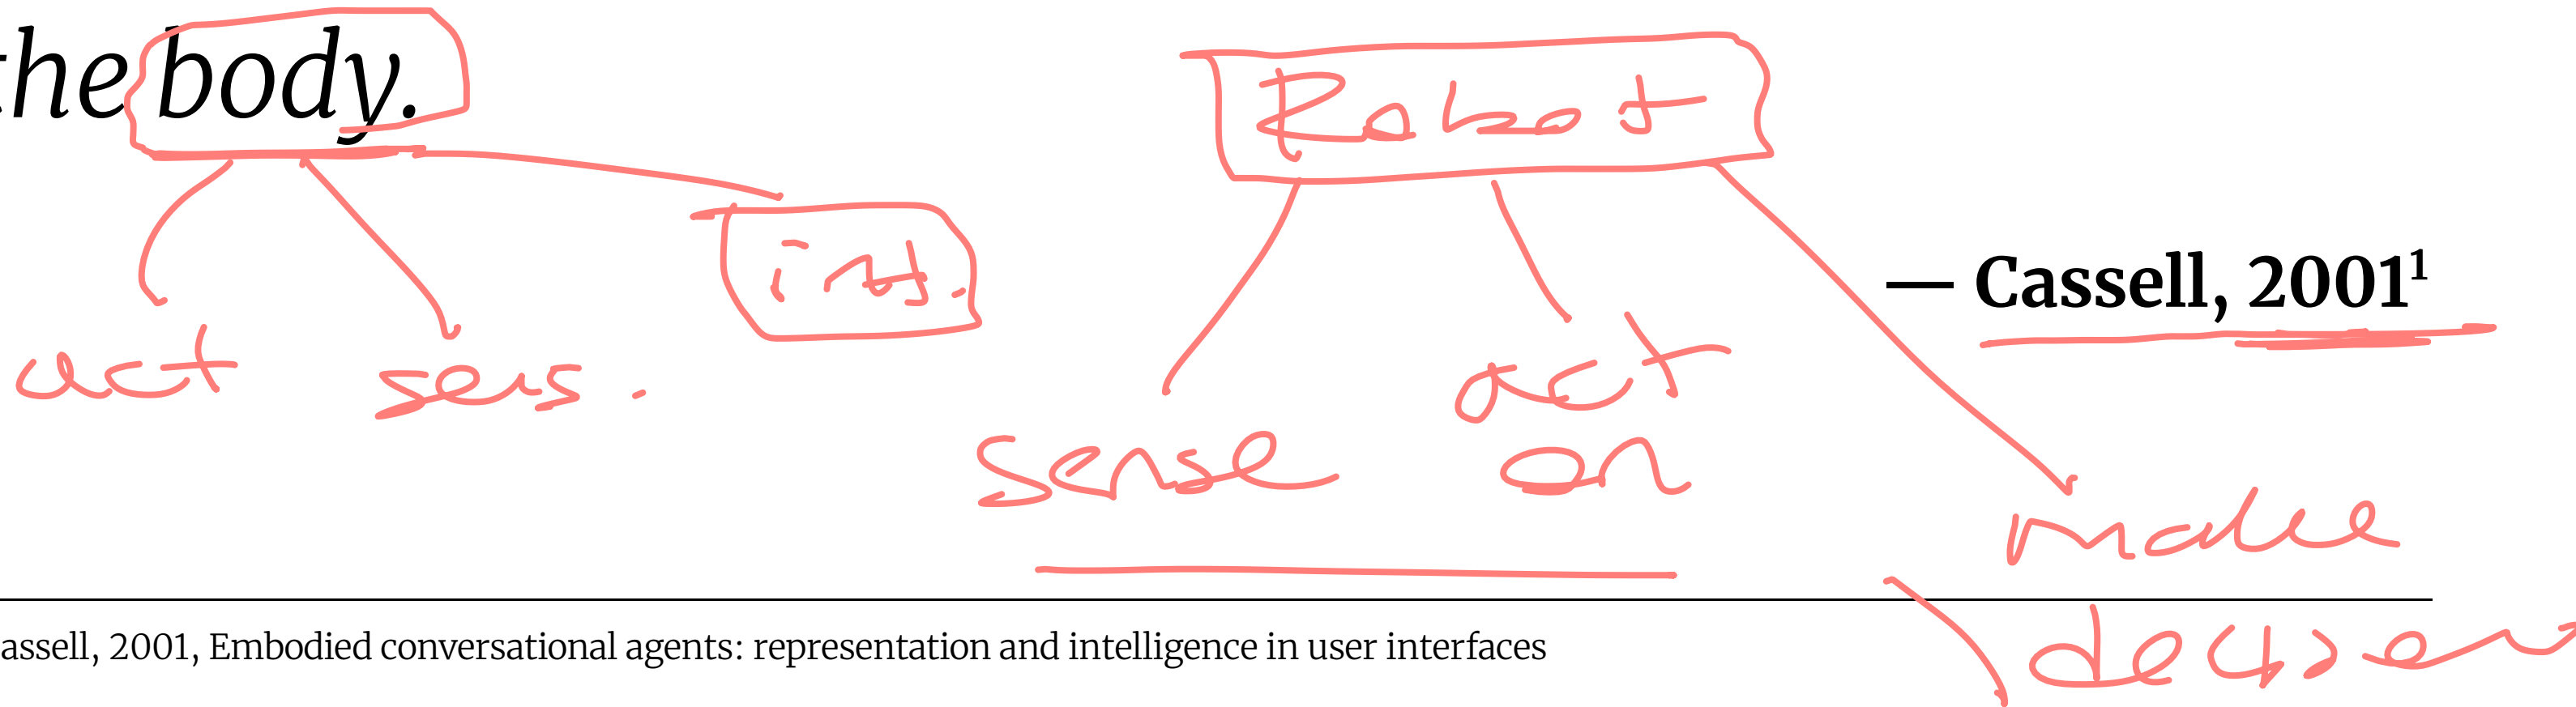 the body.
Robot
int.
— Cassell, 2001¹
act sens.
act
sense on
make
decision
assell, 2001, Embodied conversational agents: representation and intelligence in user interfaces